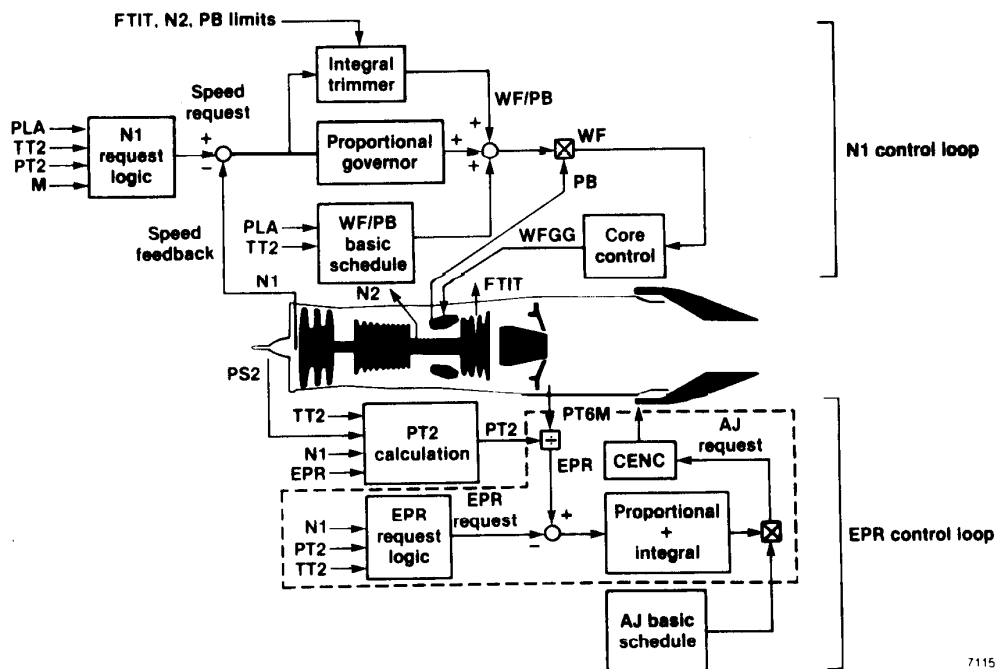 FTIT, N2, PB limits
Integral
trimmer
Speed
request
WF/PB
PLA
TT2
PT2
M
N1
request
logic
+
−
Proportional
governor
+
+
+
WF
PB
N1 control loop
Speed
feedback
PLA
TT2
WF/PB
basic
schedule
WFGG
Core
control
N1
N2
FTIT
PS2
TT2
N1
EPR
PT2
calculation
PT2
PT6M
÷
EPR
AJ
request
CENC
N1
PT2
TT2
EPR
request
logic
EPR
request
+
−
Proportional
+
integral
EPR control loop
AJ basic
schedule
7115